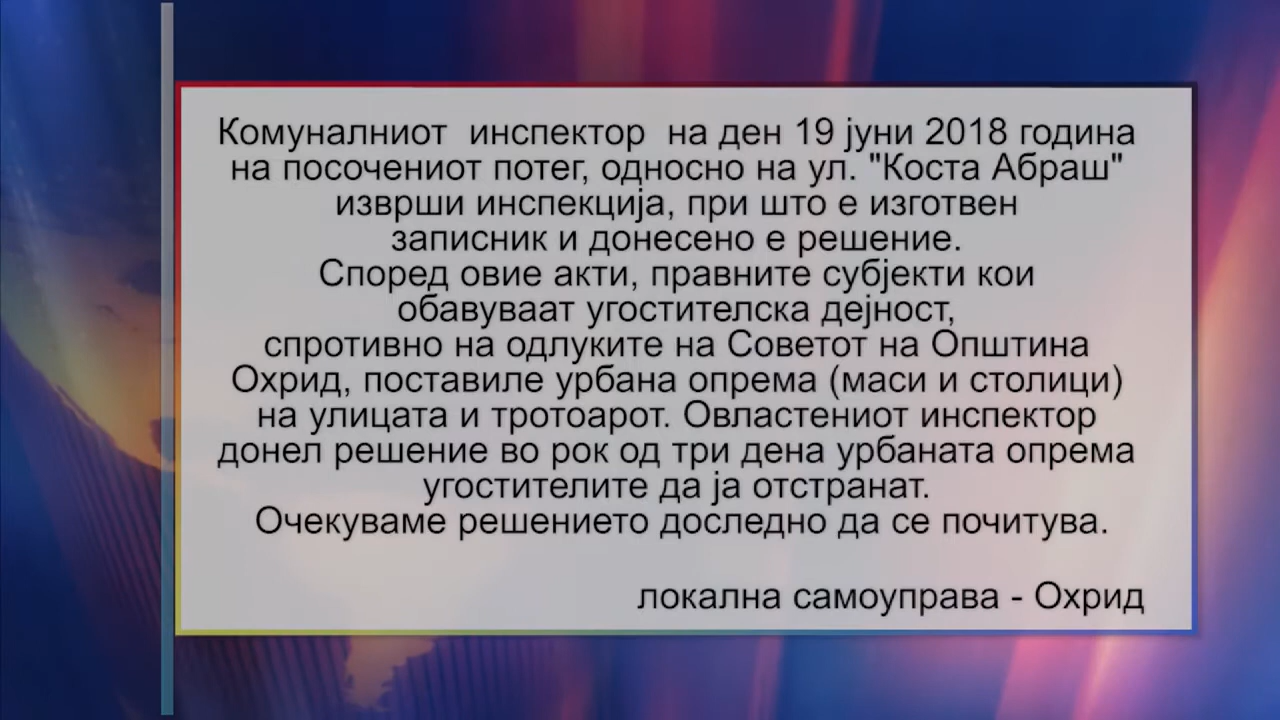 Комуналниот инспектор на ден 19 јуни 2018 година
на посочениот потег, односно на ул. "Коста Абраш"
изврши инспекција, при што е изготвен
записник и донесено е решение.
Според овие акти, правните субјекти кои
обавуваат угостителска дејност,
спротивно на одлуките на Советот на Општина
Охрид, поставиле урбана опрема (маси и столици)
на улицата и тротоарот. Овластениот инспектор
донел решение во рок од три дена урбаната опрема
угостителите да ја отстранат.
Очекуваме решението доследно да се почитува.
локална самоуправа - Охрид